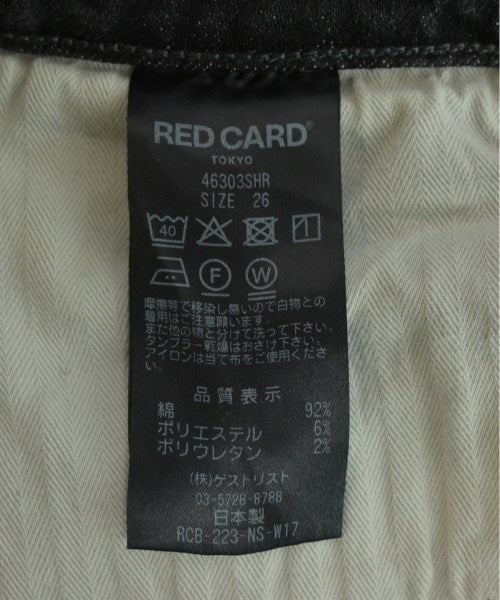 RED CARD®
TOKYO
46303SHR
SIZE 26
40
F W
摩擦等で移染し易いので白物との
着用はご注意願います。
また他の物と分けて洗って下さい。
タンブラー乾燥はおさけ下さい。
アイロンは当て布をご使用くださ
い。
品質表示
綿 92%
ポリエステル 6%
ポリウレタン 2%
(株)ゲストリスト
03-5728-8788
日本製
RCB-223-NS-W17